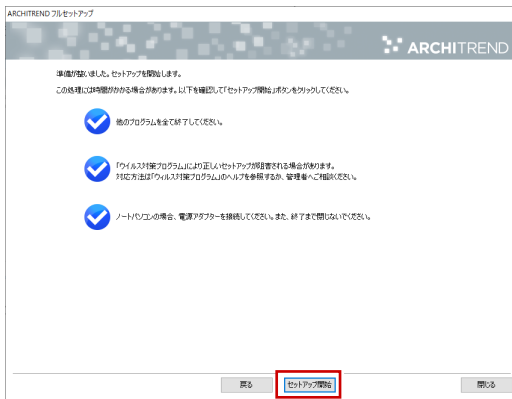 ARCHITREND フルセットアップ
ARCHITREND
準備が整いました。セットアップを開始します。
この処理には時間がかかる場合があります。以下を確認して「セットアップ開始」ボタンをクリックしてください。
他のプログラムを全て終了してください。
「ウイルス対策プログラム」により正しいセットアップが阻害される場合があります。
対応方法は「ウィルス対策プログラム」のヘルプを参照するか、管理者へご相談ください。
ノートパソコンの場合、電源アダプターを接続してください。また、終了まで閉じないでください。
戻る
セットアップ開始
閉じる